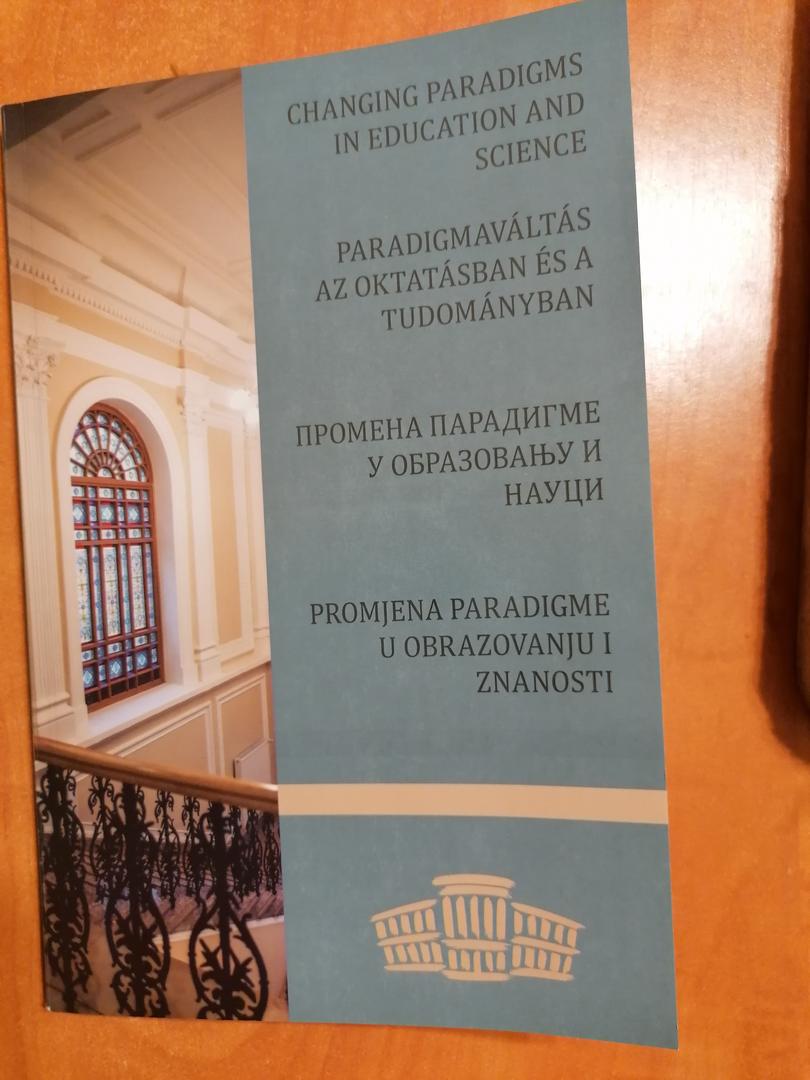 CHANGING PARADIGMS
IN EDUCATION AND
SCIENCE
PARADIGMAVÁLTÁS
AZ OKTATÁSBAN ÉS A
TUDOMÁNYBAN
ПРОМЕНА ПАРАДИГМЕ
У ОБРАЗОВАЊУ И
НАУЦИ
PROMJENA PARADIGME
U OBRAZOVANJU I
ZNANOSTI